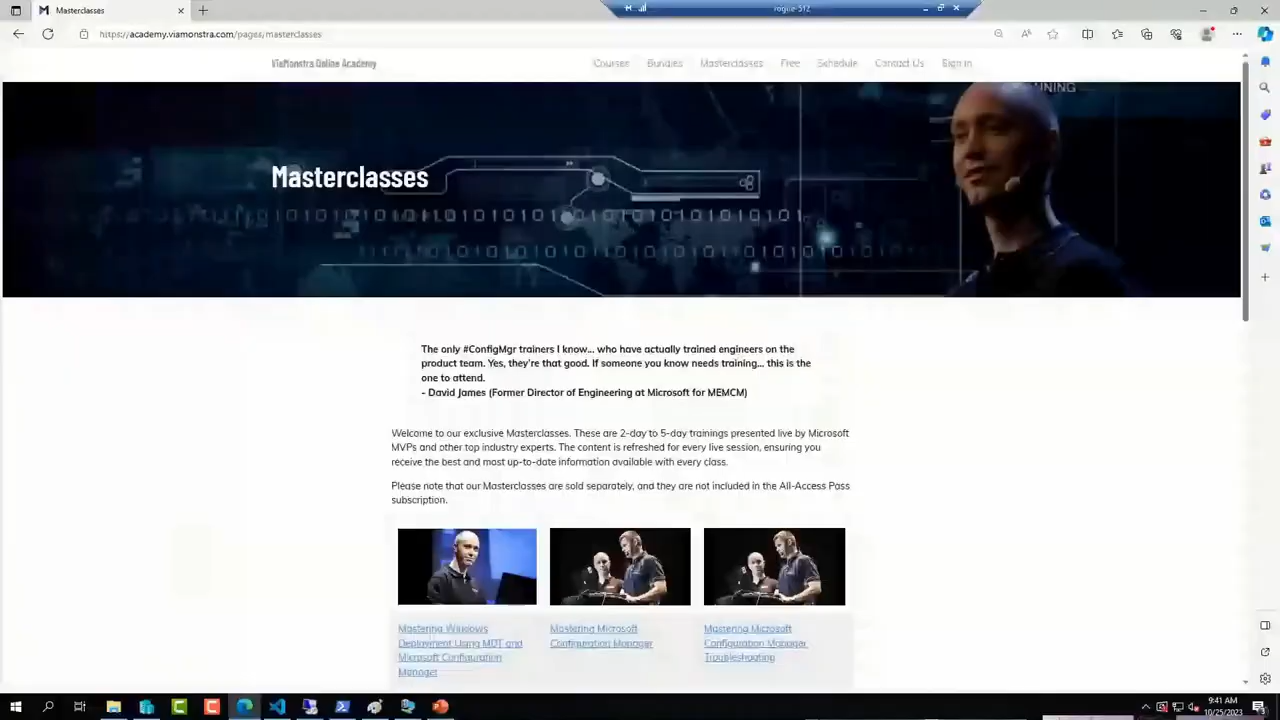 Masterclasses
rogue-512
https://academy.viamonstra.com/pages/masterclasses
ViaMonstra Online Academy
Courses Bundles Masterclasses Free Schedule Contact Us Sign In
Masterclasses
The only #ConfigMgr trainers I know... who have actually trained engineers on the
product team. Yes, they're that good. If someone you know needs training... this is the
one to attend.
- David James (Former Director of Engineering at Microsoft for MEMCM)
Welcome to our exclusive Masterclasses. These are 2-day to 5-day trainings presented live by Microsoft
MVPs and other top industry experts. The content is refreshed for every live session, ensuring you
receive the best and most up-to-date information available with every class.
Please note that our Masterclasses are sold separately, and they are not included in the All-Access Pass
subscription.
Mastering Windows
Deployment Using MDT and
Microsoft Configuration
Manager
Mastering Microsoft
Configuration Manager
Mastering Microsoft
Configuration Manager
Troubleshooting
9:41 AM
10/25/2023